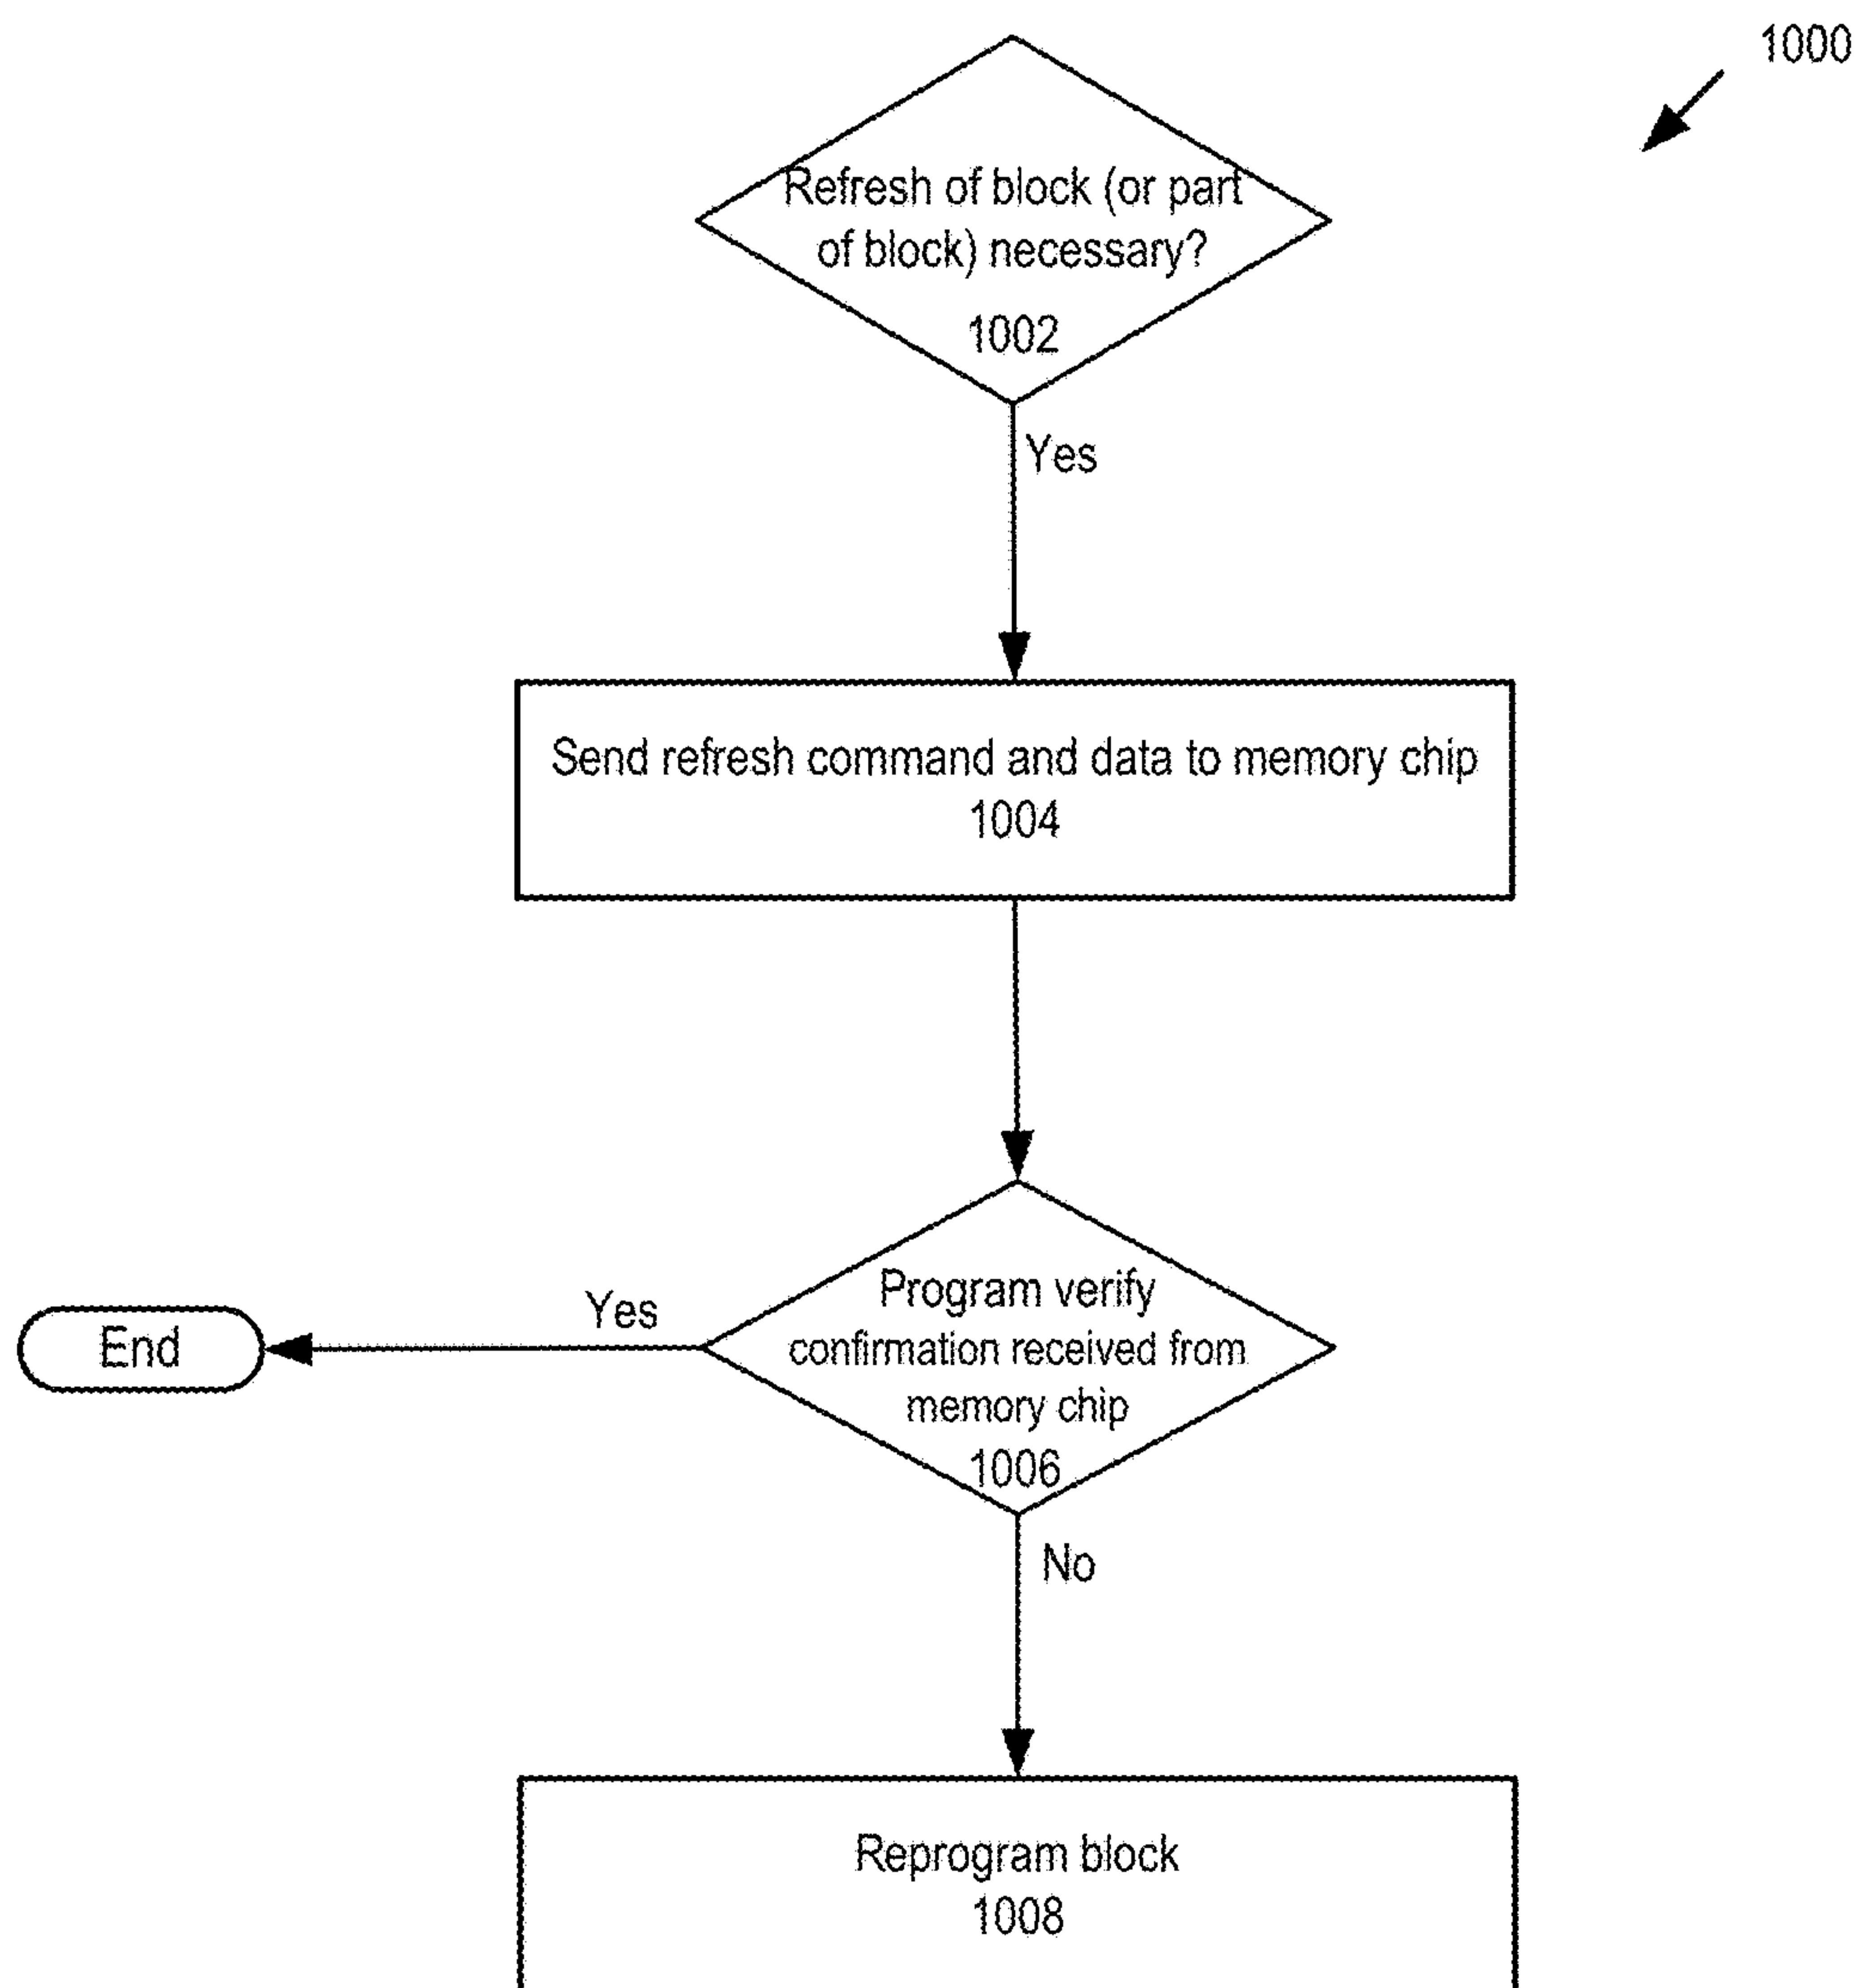 1000
Refresh of block (or part
of block) necessary?
1002
Yes
Send refresh command and data to memory chip
1004
Program verify
confirmation received from
memory chip
1006
Yes
End
No
Reprogram block
1008